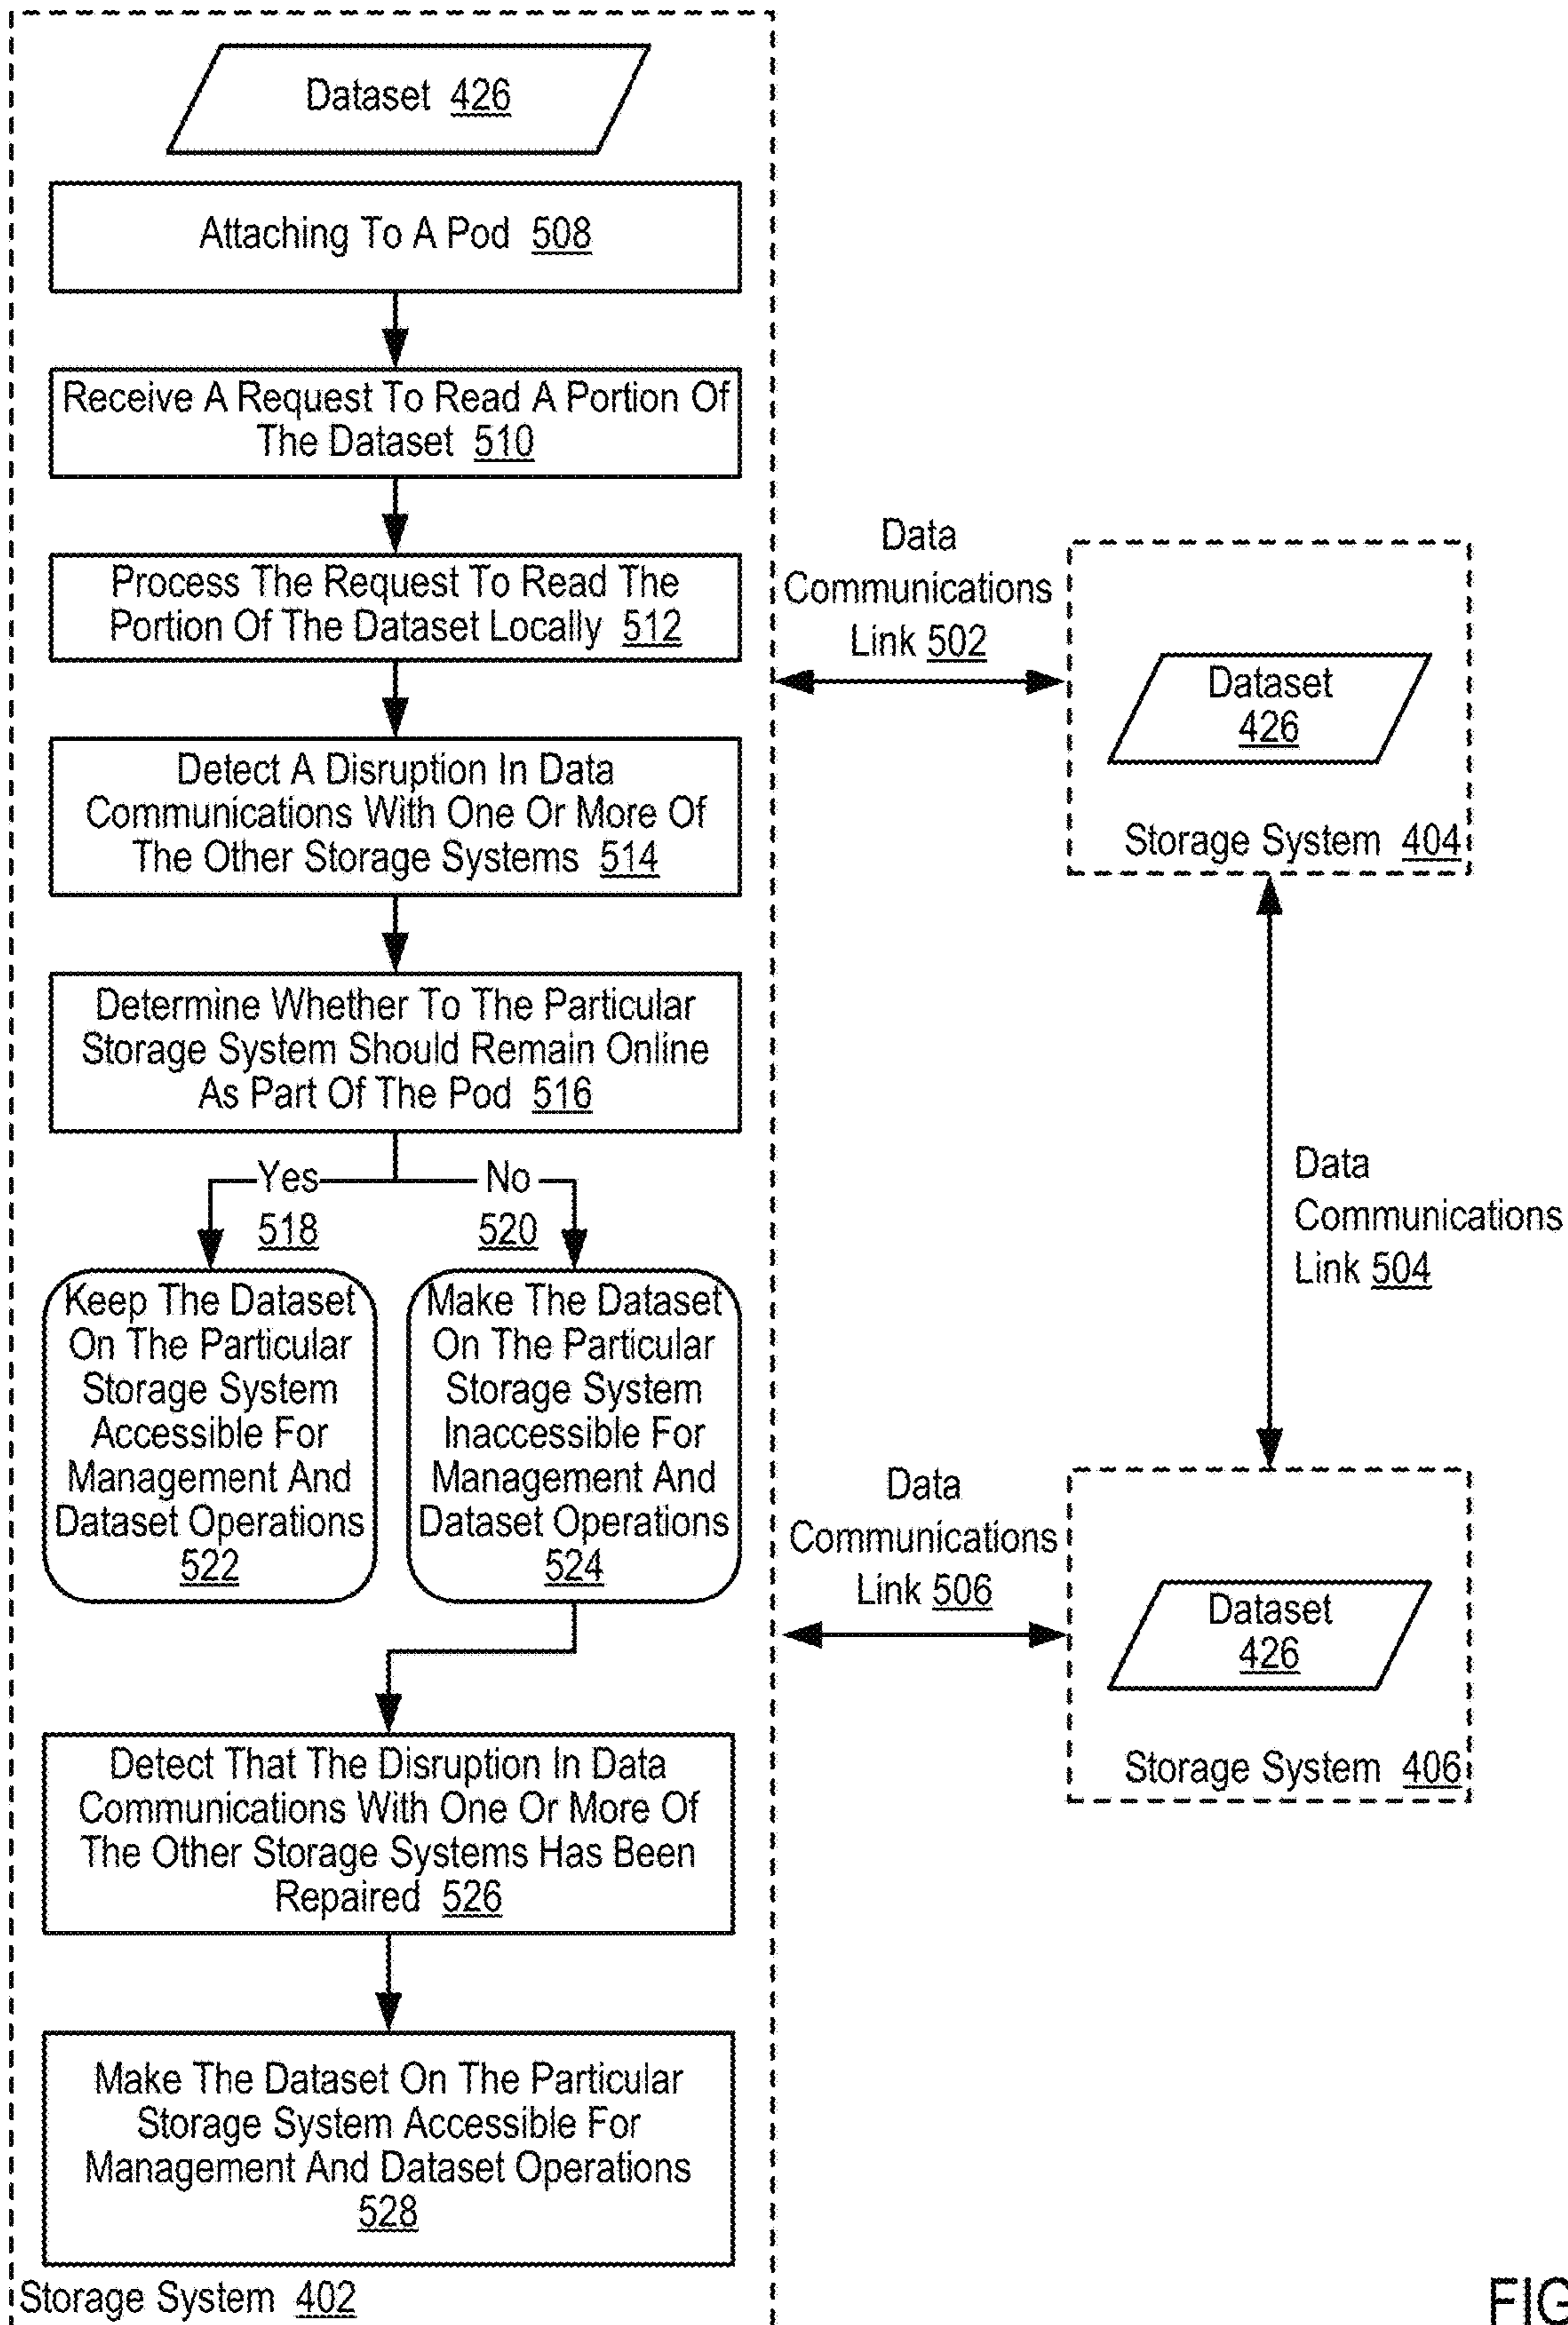 Dataset 426
Attaching To A Pod 508
Receive A Request To Read A Portion Of
The Dataset 510
Process The Request To Read The
Portion Of The Dataset Locally 512
Detect A Disruption In Data
Communications With One Or More Of
The Other Storage Systems 514
Determine Whether To The Particular
Storage System Should Remain Online
As Part Of The Pod 516
Yes
518
No
520
Keep The Dataset
On The Particular
Storage System
Accessible For
Management And
Dataset Operations
522
Make The Dataset
On The Particular
Storage System
Inaccessible For
Management And
Dataset Operations
524
Detect That The Disruption In Data
Communications With One Or More Of
The Other Storage Systems Has Been
Repaired 526
Make The Dataset On The Particular
Storage System Accessible For
Management And Dataset Operations
528
Storage System 402
Data
Communications
Link 502
Dataset
426
Storage System 404
Data
Communications
Link 504
Data
Communications
Link 506
Dataset
426
Storage System 406
FIG